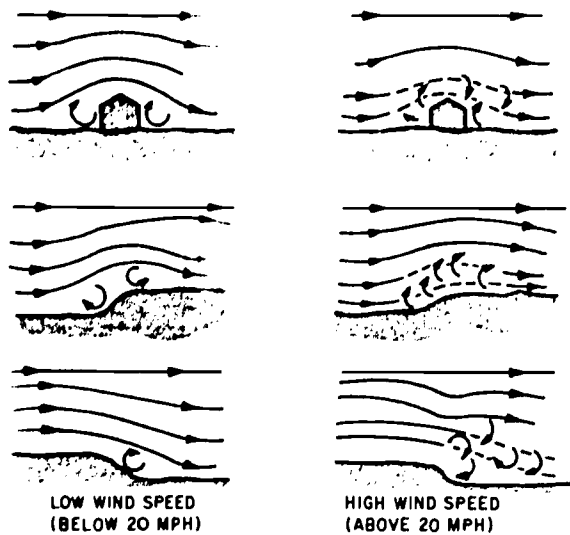 LOW WIND SPEED
(BELOW 20 MPH)
HIGH WIND SPEED
(ABOVE 20 MPH)